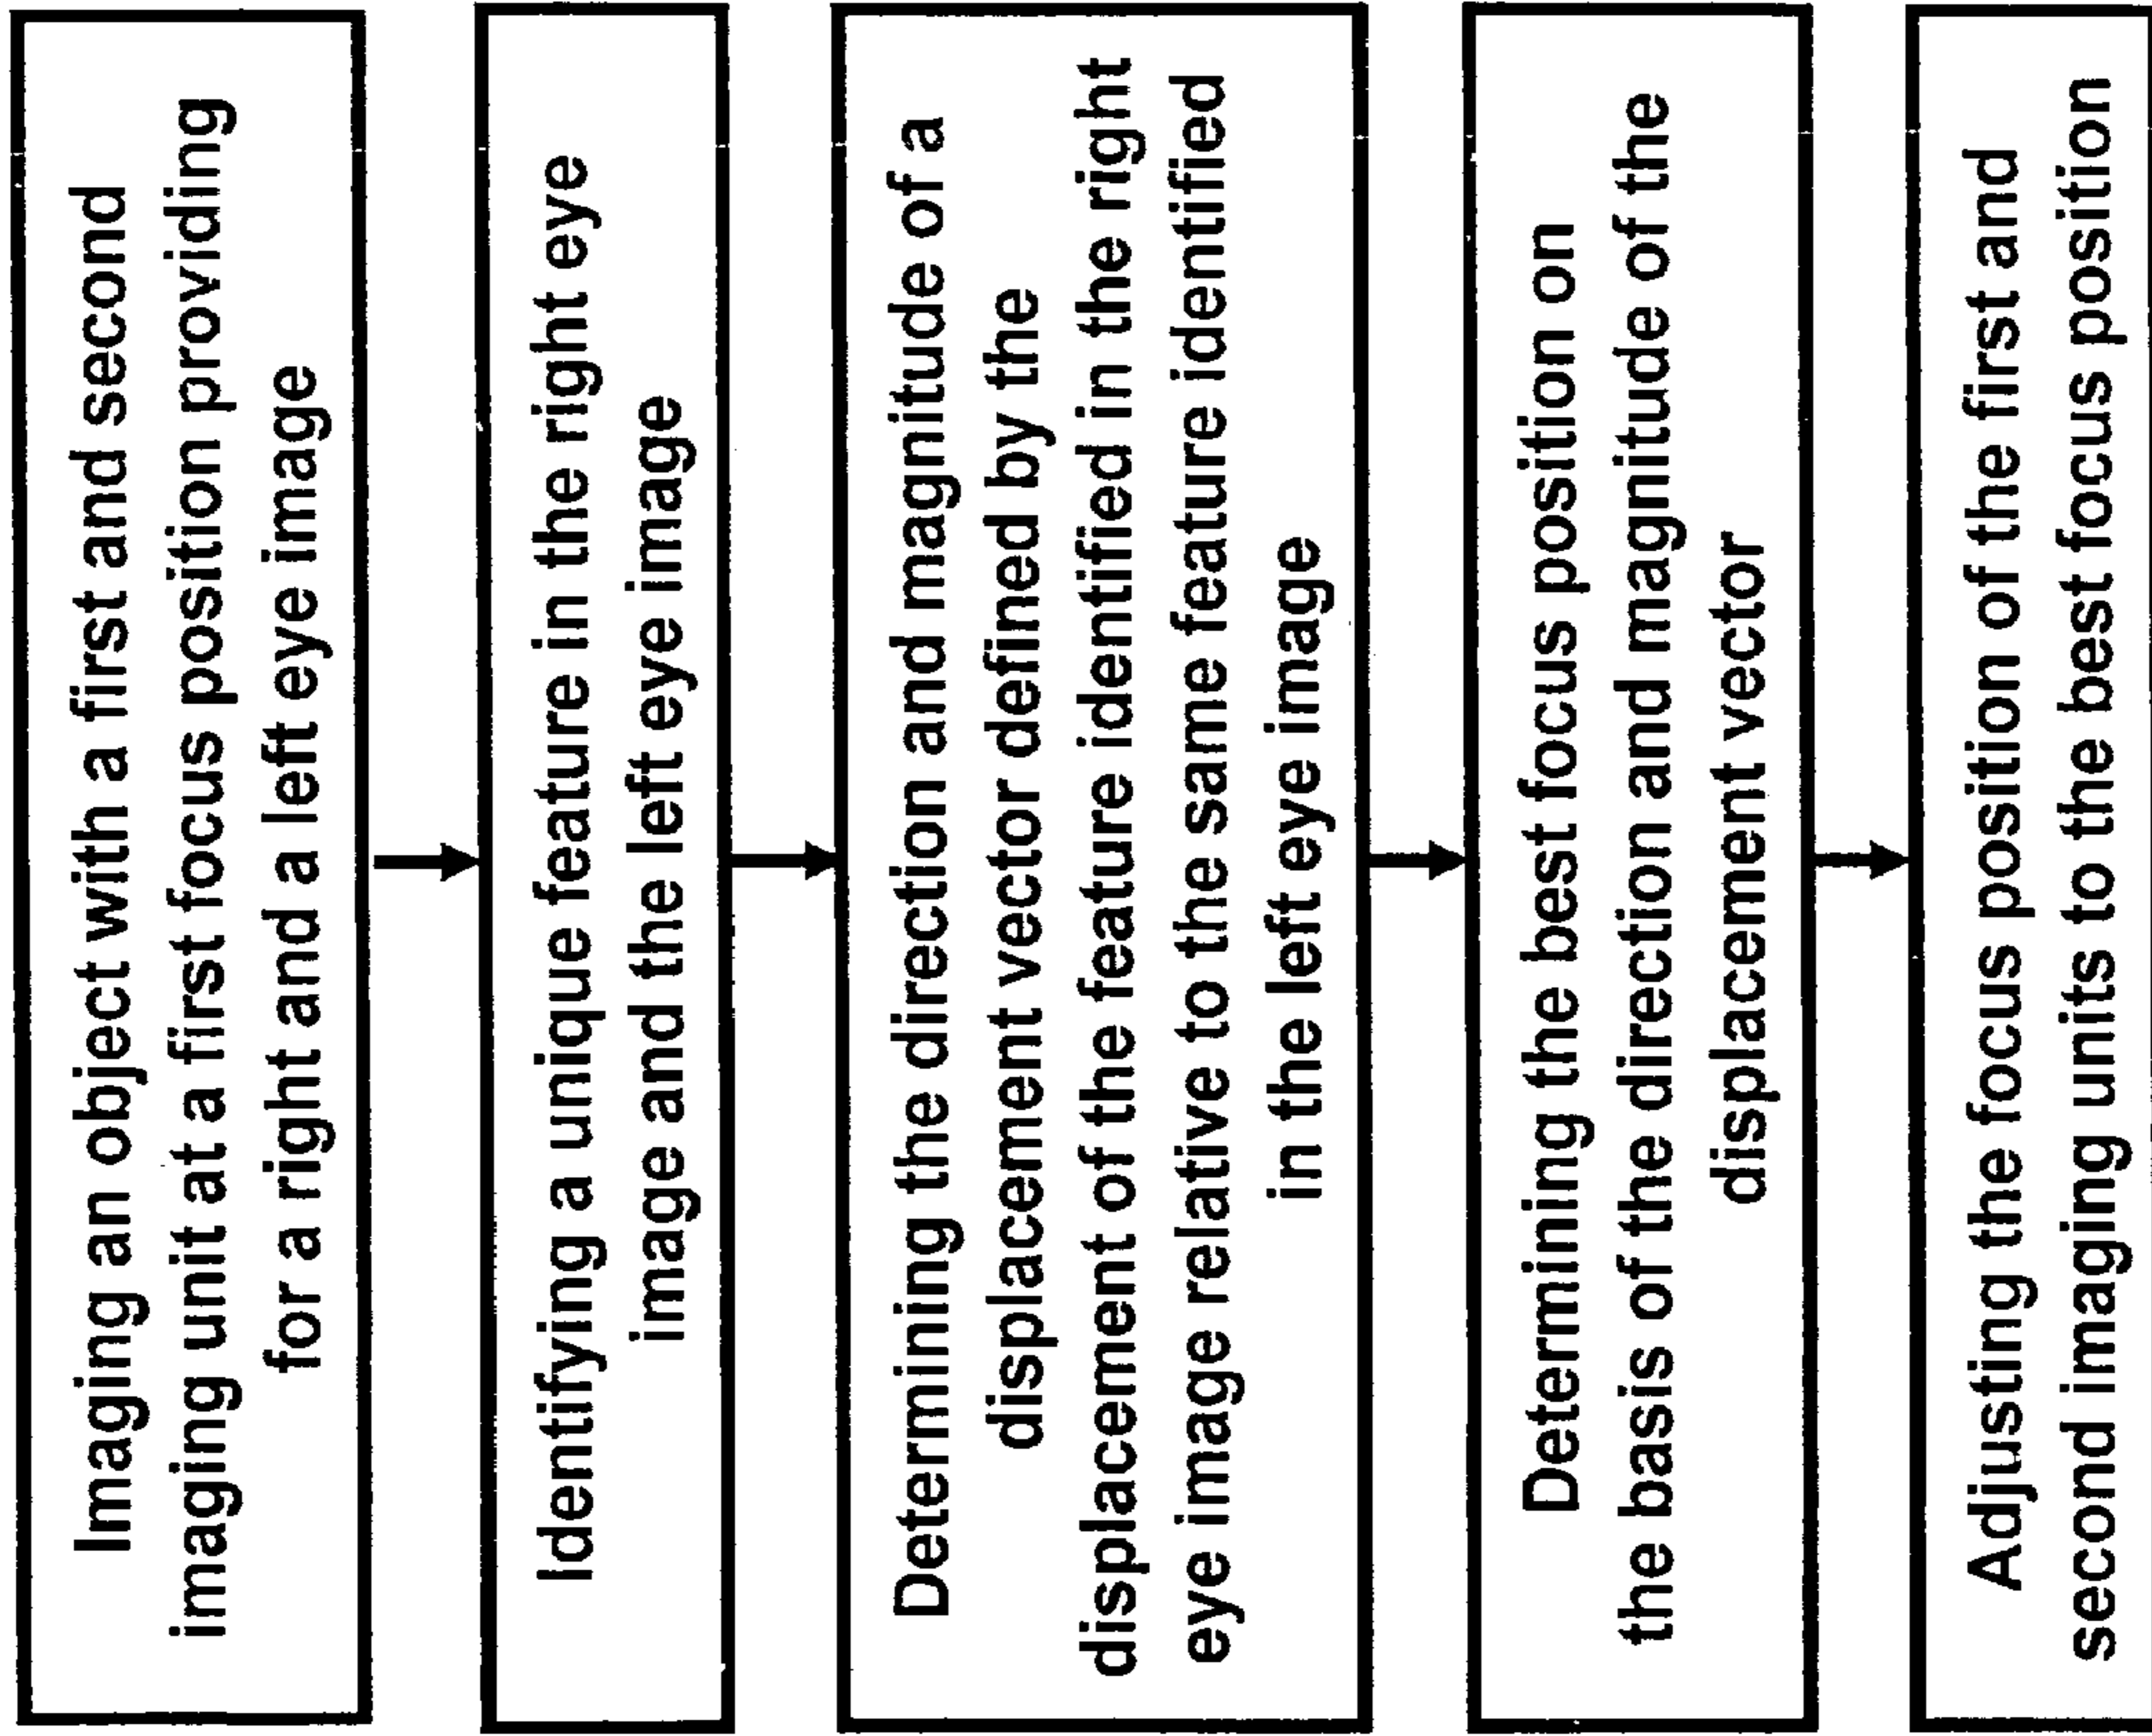 Imaging an object with a first and second
imaging unit at a first focus position providing
for a right and a left eye image
Identifying a unique feature in the right eye
image and the left eye image
Determining the direction and magnitude of a
displacement vector defined by the
displacement of the feature identified in the right
eye image relative to the same feature identified
in the left eye image
Determining the best focus position on
the basis of the direction and magnitude of the
displacement vector
Adjusting the focus position of the first and
second imaging units to the best focus position